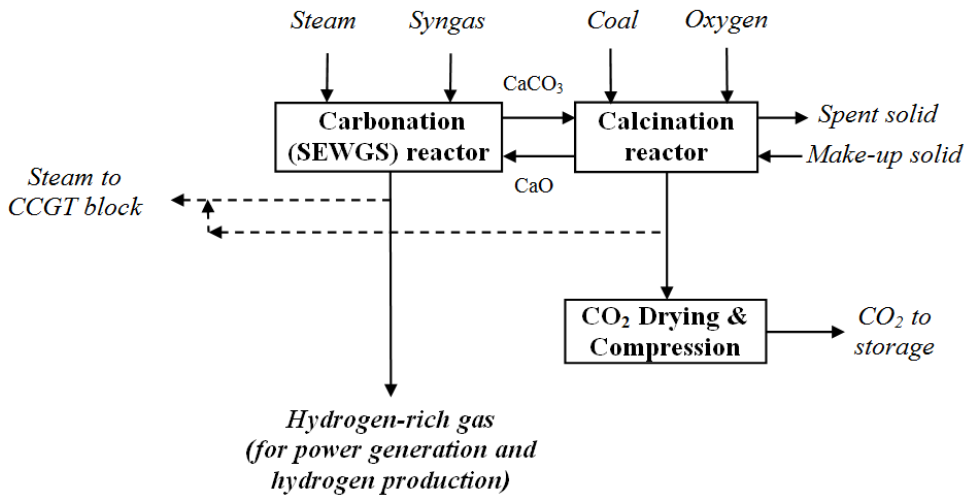 Steam
Syngas
Coal
Oxygen
CaCO₃
Carbonation
(SEWGS) reactor
Calcination
reactor
Spent solid
Make-up solid
CaO
Steam to
CCGT block
CO₂ Drying &
Compression
CO₂ to
storage
Hydrogen-rich gas
(for power generation and
hydrogen production)